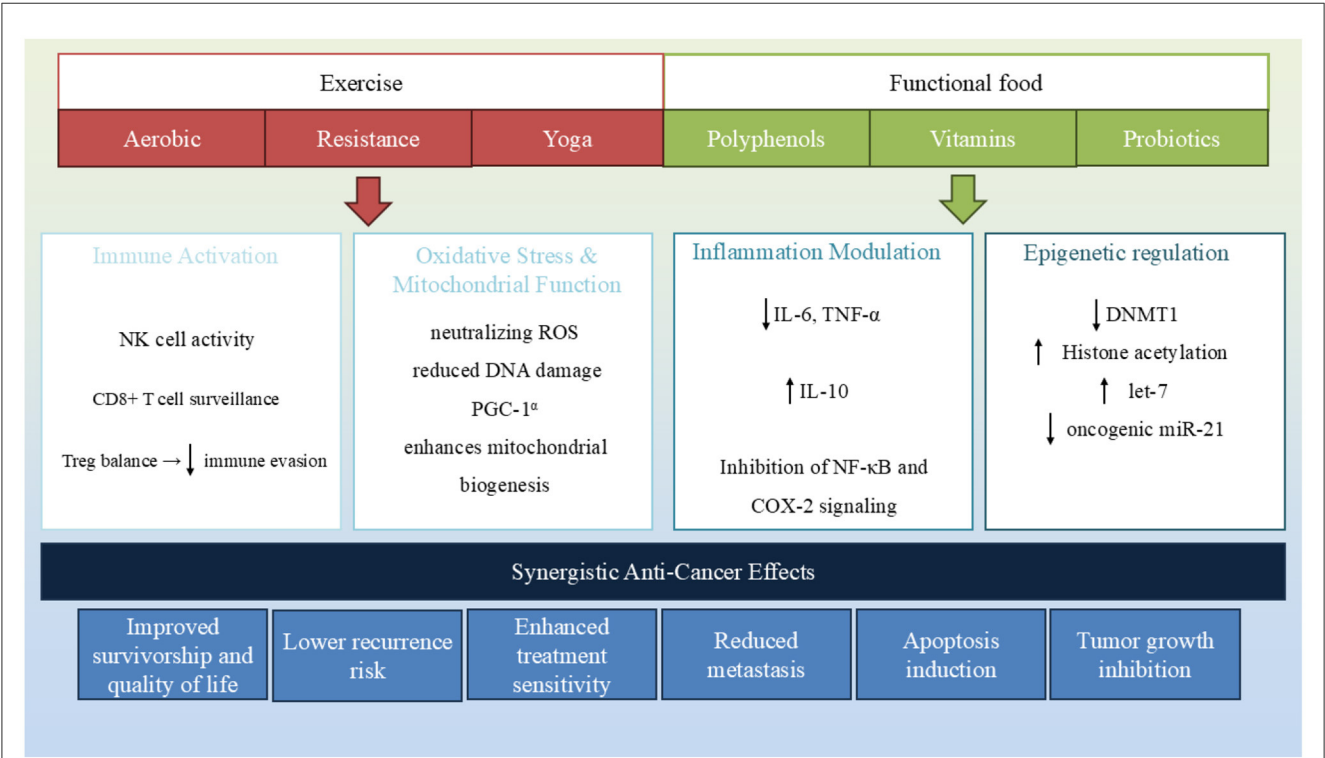 Exercise
Functional food
Aerobic
Resistance
Yoga
Polyphenols
Vitamins
Probiotics
Immune Activation
NK cell activity
CD8+ T cell surveillance
Treg balance → ↓ immune evasion
Oxidative Stress &
Mitochondrial Function
neutralizing ROS
reduced DNA damage
PGC-1ᵅ
enhances mitochondrial
biogenesis
Inflammation Modulation
↓ IL-6, TNF-α
↑ IL-10
Inhibition of NF-κB and
COX-2 signaling
Epigenetic regulation
↓ DNMT1
↑ Histone acetylation
↑ let-7
↓ oncogenic miR-21
Synergistic Anti-Cancer Effects
Improved
survivorship and
quality of life
Lower recurrence
risk
Enhanced
treatment
sensitivity
Reduced
metastasis
Apoptosis
induction
Tumor growth
inhibition